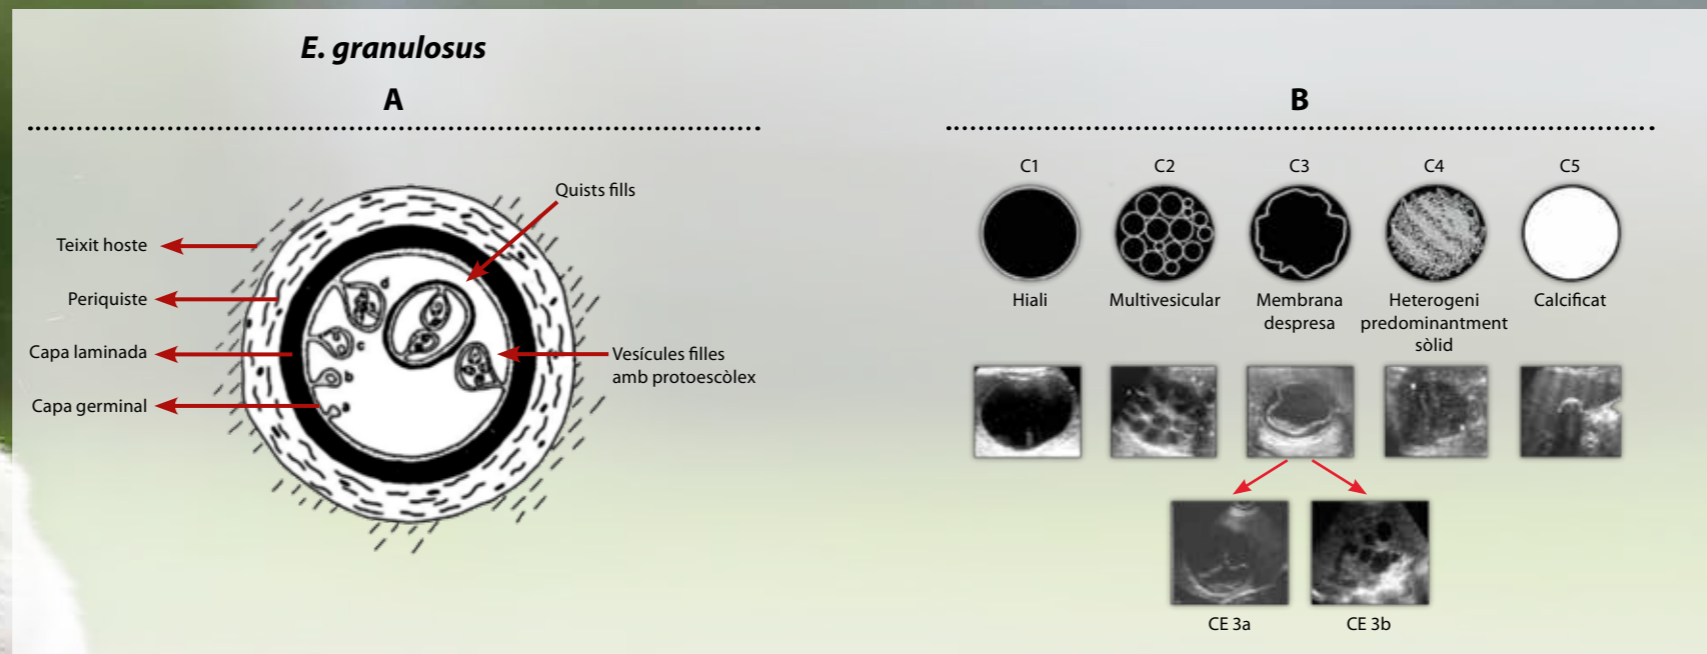 E. granulosus
A
Quists fills
Teixit hoste
Periquiste
Capa laminada
Capa germinal
d
c
b
a
Vesícules filles
amb protoescòlex
B
C1
C2
C3
C4
C5
Hialí
Multivesicular
Membrana
despresa
Heterogeni
predominantment
sòlid
Calcificat
CE 3a
CE 3b